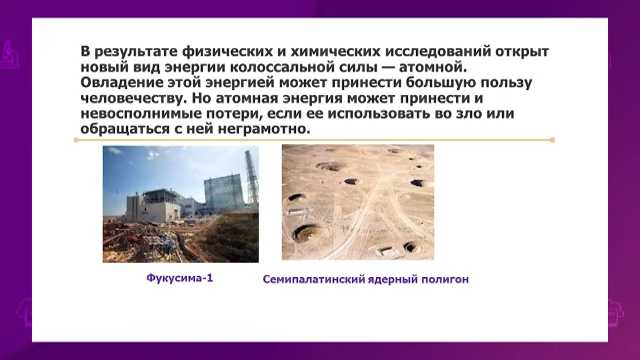 В результате физических и химических исследований открыт
новый вид энергии колоссальной силы — атомной.
Овладение этой энергией может принести большую пользу
человечеству. Но атомная энергия может принести и
невосполнимые потери, если ее использовать во зло или
обращаться с ней неграмотно.
Фукусима-1
Семипалатинский ядерный полигон